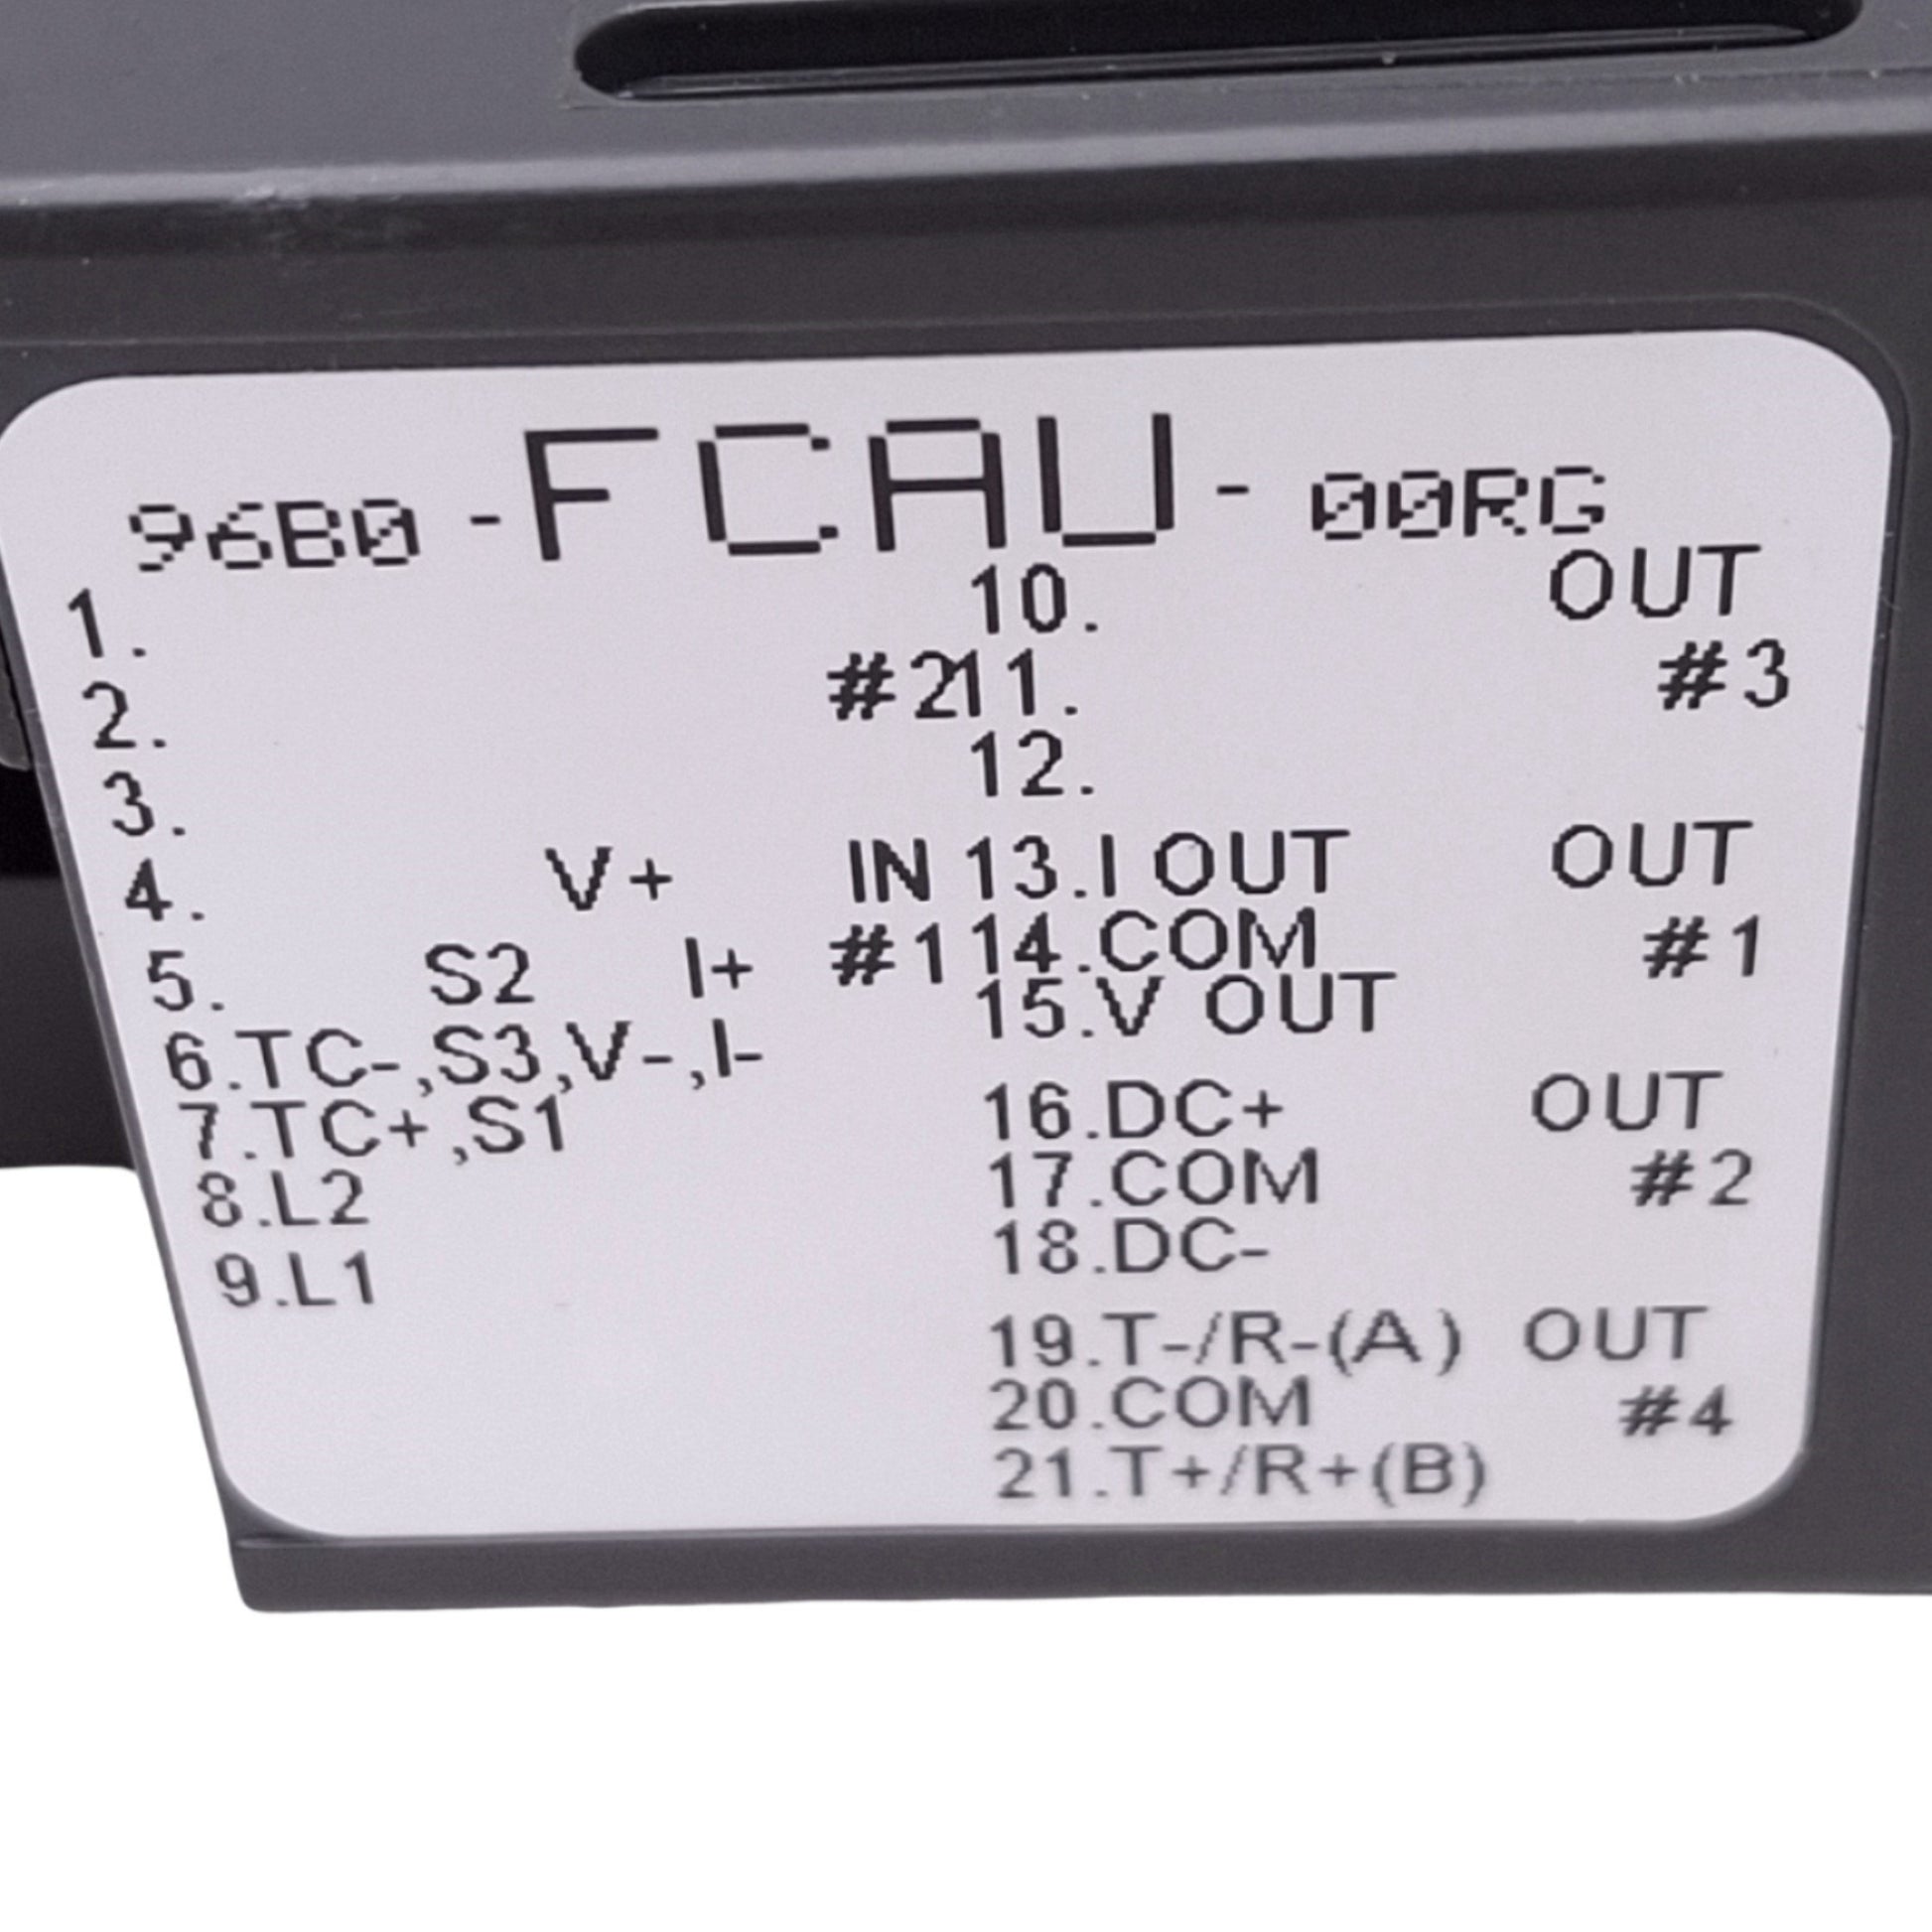 96B0 - FCAU - 00RG
1.
2.
3.
4. V+ IN
5. S2 I+ #1
6.TC-,S3,V-,I-
7.TC+,S1
8.L2
9.L1
#2
10. OUT
11. #3
12.
13.I OUT OUT
14.COM #1
15.V OUT
16.DC+ OUT
17.COM #2
18.DC-
19.T-/R-(A) OUT
20.COM #4
21.T+/R+(B)